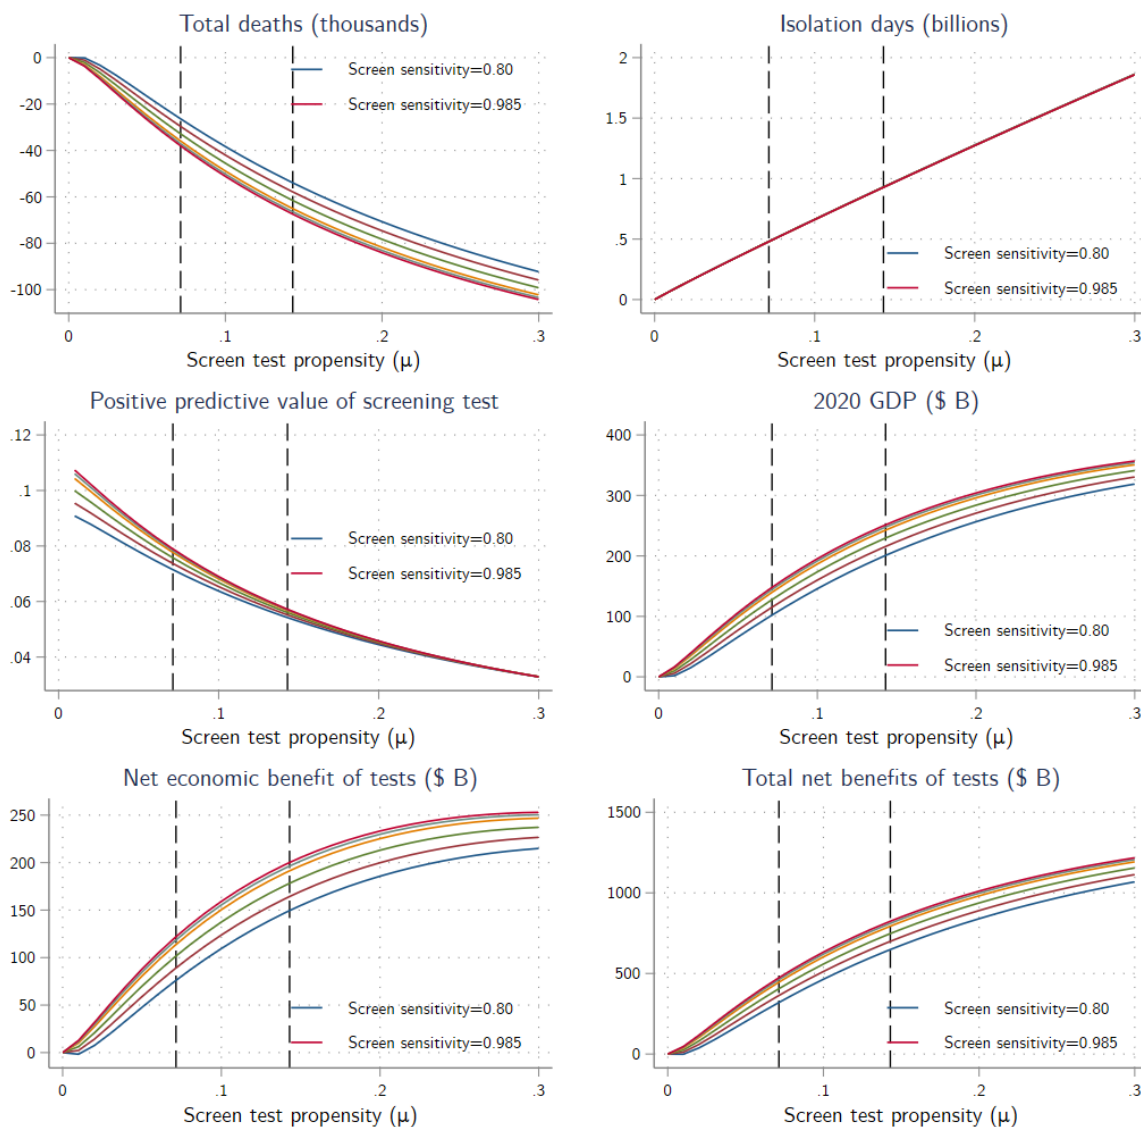 Total deaths (thousands)
0
-20
-40
-60
-80
-100
Screen sensitivity=0.80
Screen sensitivity=0.985
0 .1 .2 .3
Screen test propensity (μ)
Isolation days (billions)
2
1.5
1
.5
0
Screen sensitivity=0.80
Screen sensitivity=0.985
0 .1 .2 .3
Screen test propensity (μ)
Positive predictive value of screening test
.12
.1
.08
.06
.04
Screen sensitivity=0.80
Screen sensitivity=0.985
0 .1 .2 .3
Screen test propensity (μ)
2020 GDP ($ B)
400
300
200
100
0
Screen sensitivity=0.80
Screen sensitivity=0.985
0 .1 .2 .3
Screen test propensity (μ)
Net economic benefit of tests ($ B)
250
200
150
100
50
0
Screen sensitivity=0.80
Screen sensitivity=0.985
0 .1 .2 .3
Screen test propensity (μ)
Total net benefits of tests ($ B)
1500
1000
500
0
Screen sensitivity=0.80
Screen sensitivity=0.985
0 .1 .2 .3
Screen test propensity (μ)